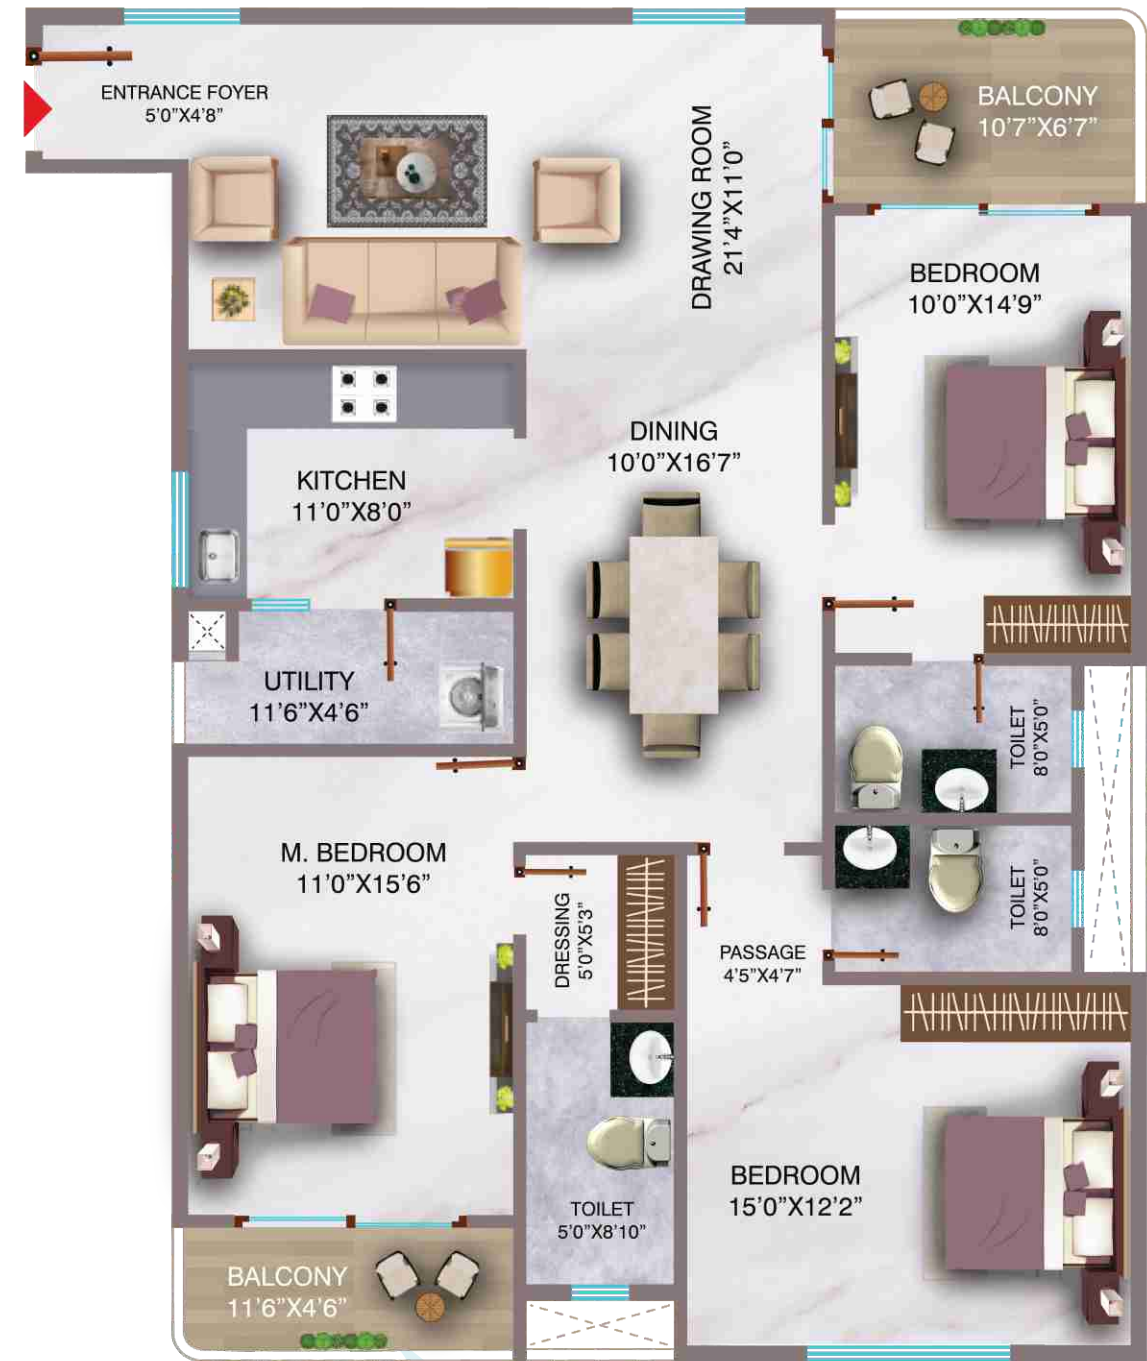 ENTRANCE FOYER
5'0”X4'8”
DRAWING ROOM
21'4”X11'0”
BALCONY
10'7”X6'7”
BEDROOM
10'0”X14'9”
DINING
10'0”X16'7”
KITCHEN
11'0”X8'0”
UTILITY
11'6”X4'6”
TOILET
8'0”X5'0”
M. BEDROOM
11'0”X15'6”
DRESSING
5'0”X5'3”
PASSAGE
4'5”X4'7”
TOILET
8'0”X5'0”
TOILET
5'0”X8'10”
BEDROOM
15'0”X12'2”
BALCONY
11'6”X4'6”